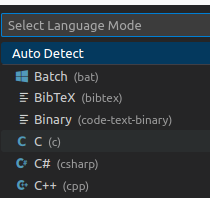 Select Language Mode
Auto Detect
Batch (bat)
BibTeX (bibtex)
Binary (code-text-binary)
C C (c)
C# C# (csharp)
C++ C++ (cpp)